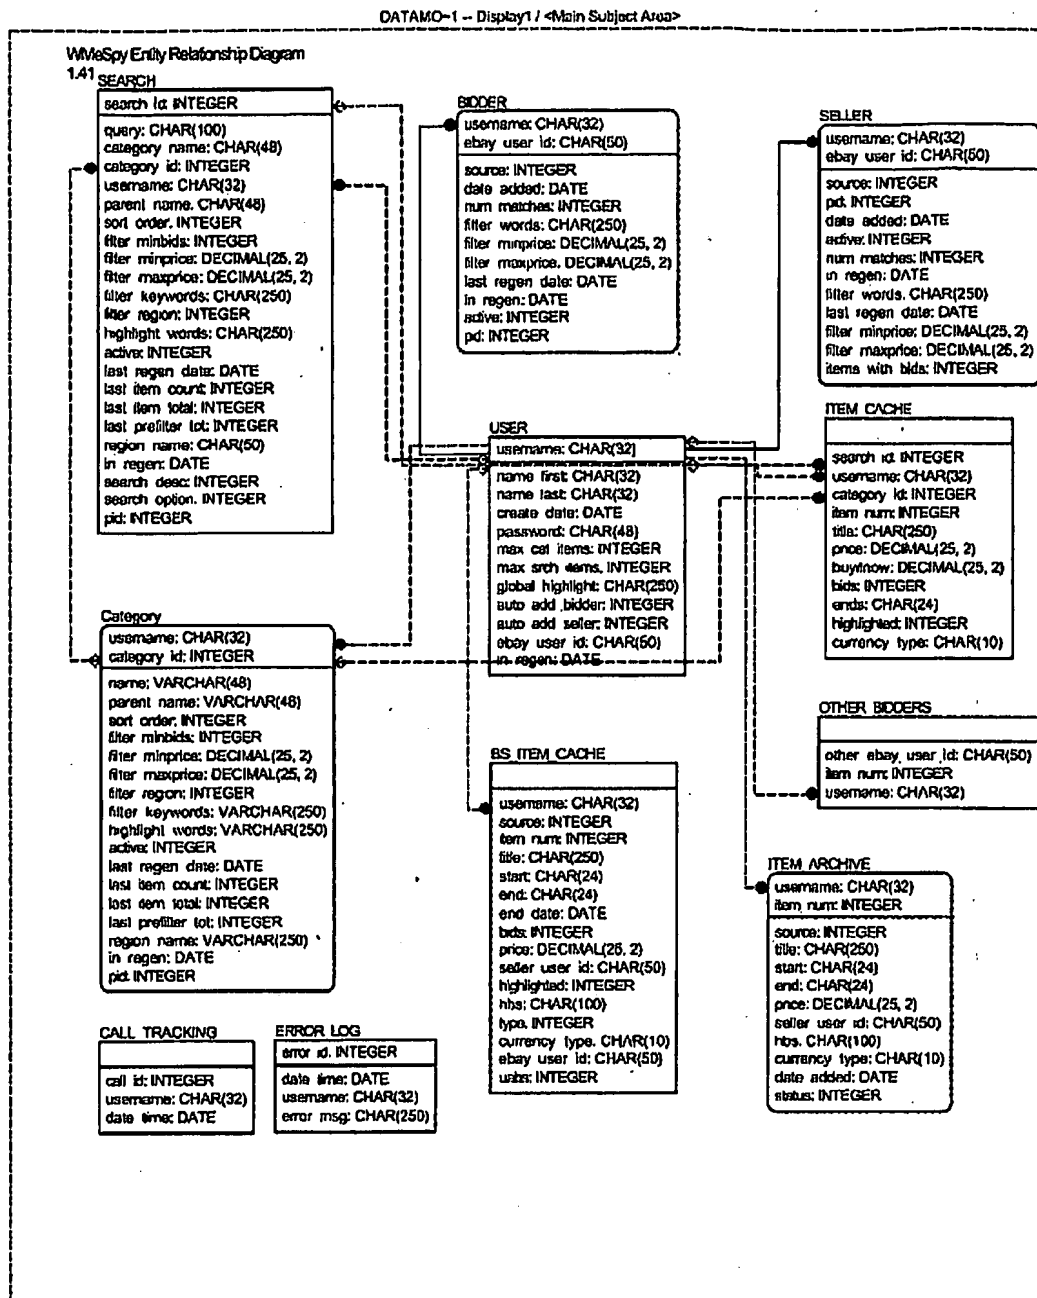 DATAMO~1 -- Display1 / <Main Subject Area>
WMeSpy Entity Relationship Diagram
1.41
SEARCH
search id: INTEGER
query: CHAR(100)
category name: CHAR(48)
category id: INTEGER
username: CHAR(32)
parent name: CHAR(48)
sort order: INTEGER
filter minbids: INTEGER
filter minprice: DECIMAL(25, 2)
filter maxprice: DECIMAL(25, 2)
filter keywords: CHAR(250)
filter region: INTEGER
highlight words: CHAR(250)
active: INTEGER
last regen date: DATE
last item count: INTEGER
last item total: INTEGER
last prefilter tot: INTEGER
region name: CHAR(50)
in regen: DATE
search desc: INTEGER
search option: INTEGER
pid: INTEGER
BIDDER
username: CHAR(32)
ebay user id: CHAR(50)
source: INTEGER
date added: DATE
num matches: INTEGER
filter words: CHAR(250)
filter minprice: DECIMAL(25, 2)
filter maxprice: DECIMAL(25, 2)
last regen date: DATE
in regen: DATE
active: INTEGER
pid: INTEGER
SELLER
username: CHAR(32)
ebay user id: CHAR(50)
source: INTEGER
pid: INTEGER
date added: DATE
active: INTEGER
num matches: INTEGER
in regen: DATE
filter words: CHAR(250)
last regen date: DATE
filter minprice: DECIMAL(25, 2)
filter maxprice: DECIMAL(25, 2)
items with bids: INTEGER
USER
username: CHAR(32)
name first: CHAR(32)
name last: CHAR(32)
create date: DATE
password: CHAR(48)
max cat items: INTEGER
max srch items: INTEGER
global highlight: CHAR(250)
auto add bidder: INTEGER
auto add seller: INTEGER
ebay user id: CHAR(50)
in regen: DATE
ITEM CACHE
search id: INTEGER
username: CHAR(32)
category id: INTEGER
item num: INTEGER
title: CHAR(250)
price: DECIMAL(25, 2)
buyitnow: DECIMAL(25, 2)
bids: INTEGER
ends: CHAR(24)
highlighted: INTEGER
currency type: CHAR(10)
Category
username: CHAR(32)
category id: INTEGER
name: VARCHAR(48)
parent name: VARCHAR(48)
sort order: INTEGER
filter minbids: INTEGER
filter minprice: DECIMAL(25, 2)
filter maxprice: DECIMAL(25, 2)
filter region: INTEGER
filter keywords: VARCHAR(250)
highlight words: VARCHAR(250)
active: INTEGER
last regen date: DATE
last item count: INTEGER
last item total: INTEGER
last prefilter tot: INTEGER
region name: VARCHAR(250)
in regen: DATE
pid: INTEGER
BS ITEM CACHE
username: CHAR(32)
source: INTEGER
item num: INTEGER
title: CHAR(250)
start: CHAR(24)
end: CHAR(24)
end date: DATE
bids: INTEGER
price: DECIMAL(25, 2)
seller user id: CHAR(50)
highlighted: INTEGER
hbs: CHAR(100)
type: INTEGER
currency type: CHAR(10)
ebay user id: CHAR(50)
uabs: INTEGER
OTHER BIDDERS
other ebay user id: CHAR(50)
item num: INTEGER
username: CHAR(32)
ITEM ARCHIVE
username: CHAR(32)
item num: INTEGER
source: INTEGER
title: CHAR(250)
start: CHAR(24)
end: CHAR(24)
price: DECIMAL(25, 2)
seller user id: CHAR(50)
hbs: CHAR(100)
currency type: CHAR(10)
date added: DATE
status: INTEGER
CALL TRACKING
call id: INTEGER
username: CHAR(32)
date time: DATE
ERROR LOG
error id: INTEGER
date time: DATE
username: CHAR(32)
error msg: CHAR(250)